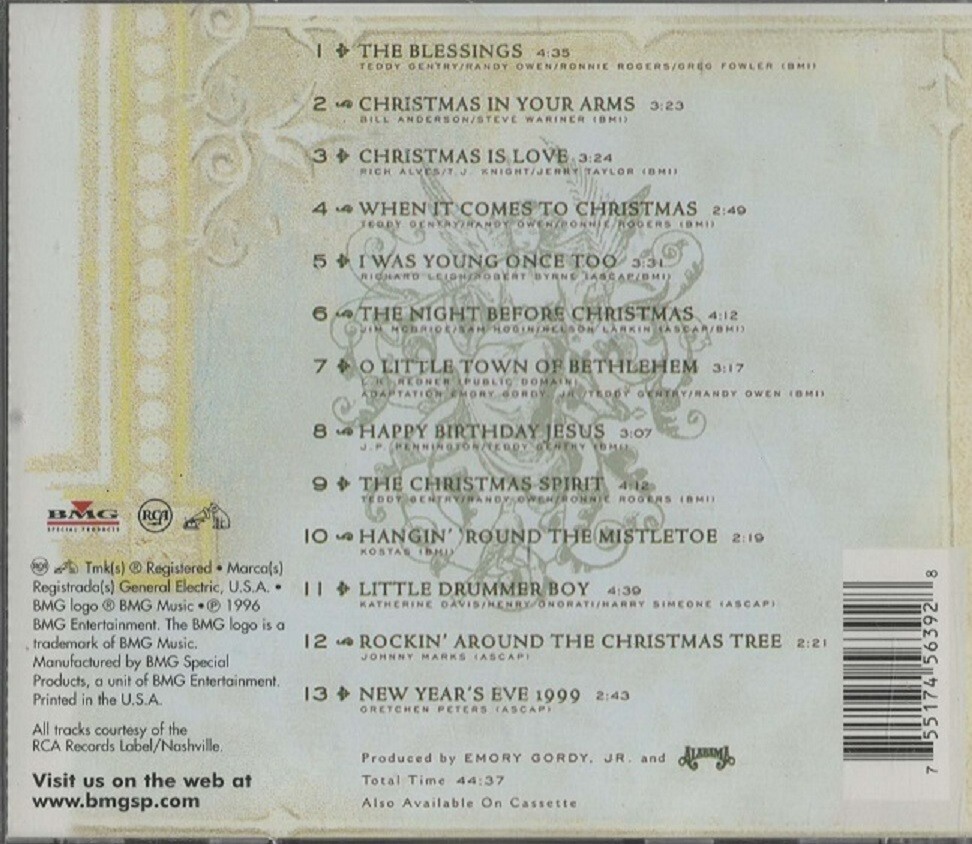 1 THE BLESSINGS 4:35
TEDDY GENTRY/RANDY OWEN/RONNIE ROGERS/GREG FOWLER (BMI)
2 CHRISTMAS IN YOUR ARMS 3:23
BILL ANDERSON/STEVE WARINER (BMI)
3 CHRISTMAS IS LOVE 3:24
RICH ALVES/T.J. KNIGHT/JERRY TAYLOR (BMI)
4 WHEN IT COMES TO CHRISTMAS 2:49
TEDDY GENTRY/RANDY OWEN/RONNIE ROGERS (BMI)
5 I WAS YOUNG ONCE TOO 3:31
RICHARD LEIGH/ROBERT BYRNE (ASCAP/BMI)
6 THE NIGHT BEFORE CHRISTMAS 4:12
JIM MCBRIDE/SAM HOGIN/NELSON LARKIN (ASCAP/BMI)
7 O LITTLE TOWN OF BETHLEHEM 3:17
L.H. REDNER (PUBLIC DOMAIN)
ADAPTATION EMORY GORDY, JR./TEDDY GENTRY/RANDY OWEN (BMI)
8 HAPPY BIRTHDAY JESUS 3:07
J.P. PENNINGTON/TEDDY GENTRY (BMI)
9 THE CHRISTMAS SPIRIT 4:12
TEDDY GENTRY/RANDY OWEN/RONNIE ROGERS (BMI)
10 HANGIN' 'ROUND THE MISTLETOE 2:19
KOSTAS (BMI)
11 LITTLE DRUMMER BOY 4:39
KATHERINE DAVIS/HENRY ONORATI/HARRY SIMEONE (ASCAP)
12 ROCKIN' AROUND THE CHRISTMAS TREE 2:21
JOHNNY MARKS (ASCAP)
13 NEW YEAR'S EVE 1999 2:43
GRETCHEN PETERS (ASCAP)
Produced by EMORY GORDY, JR. and ALABAMA
Total Time 44:37
Also Available On Cassette
BMG RCA
SPECIAL PRODUCTS
Tmk(s) ® Registered • Marca(s)
Registrada(s) General Electric, U.S.A. •
BMG logo ® BMG Music • ℗ 1996
BMG Entertainment. The BMG logo is a
trademark of BMG Music.
Manufactured by BMG Special
Products, a unit of BMG Entertainment.
Printed in the U.S.A.
All tracks courtesy of the
RCA Records Label/Nashville.
Visit us on the web at
www.bmgsp.com
7 55174 56392 8